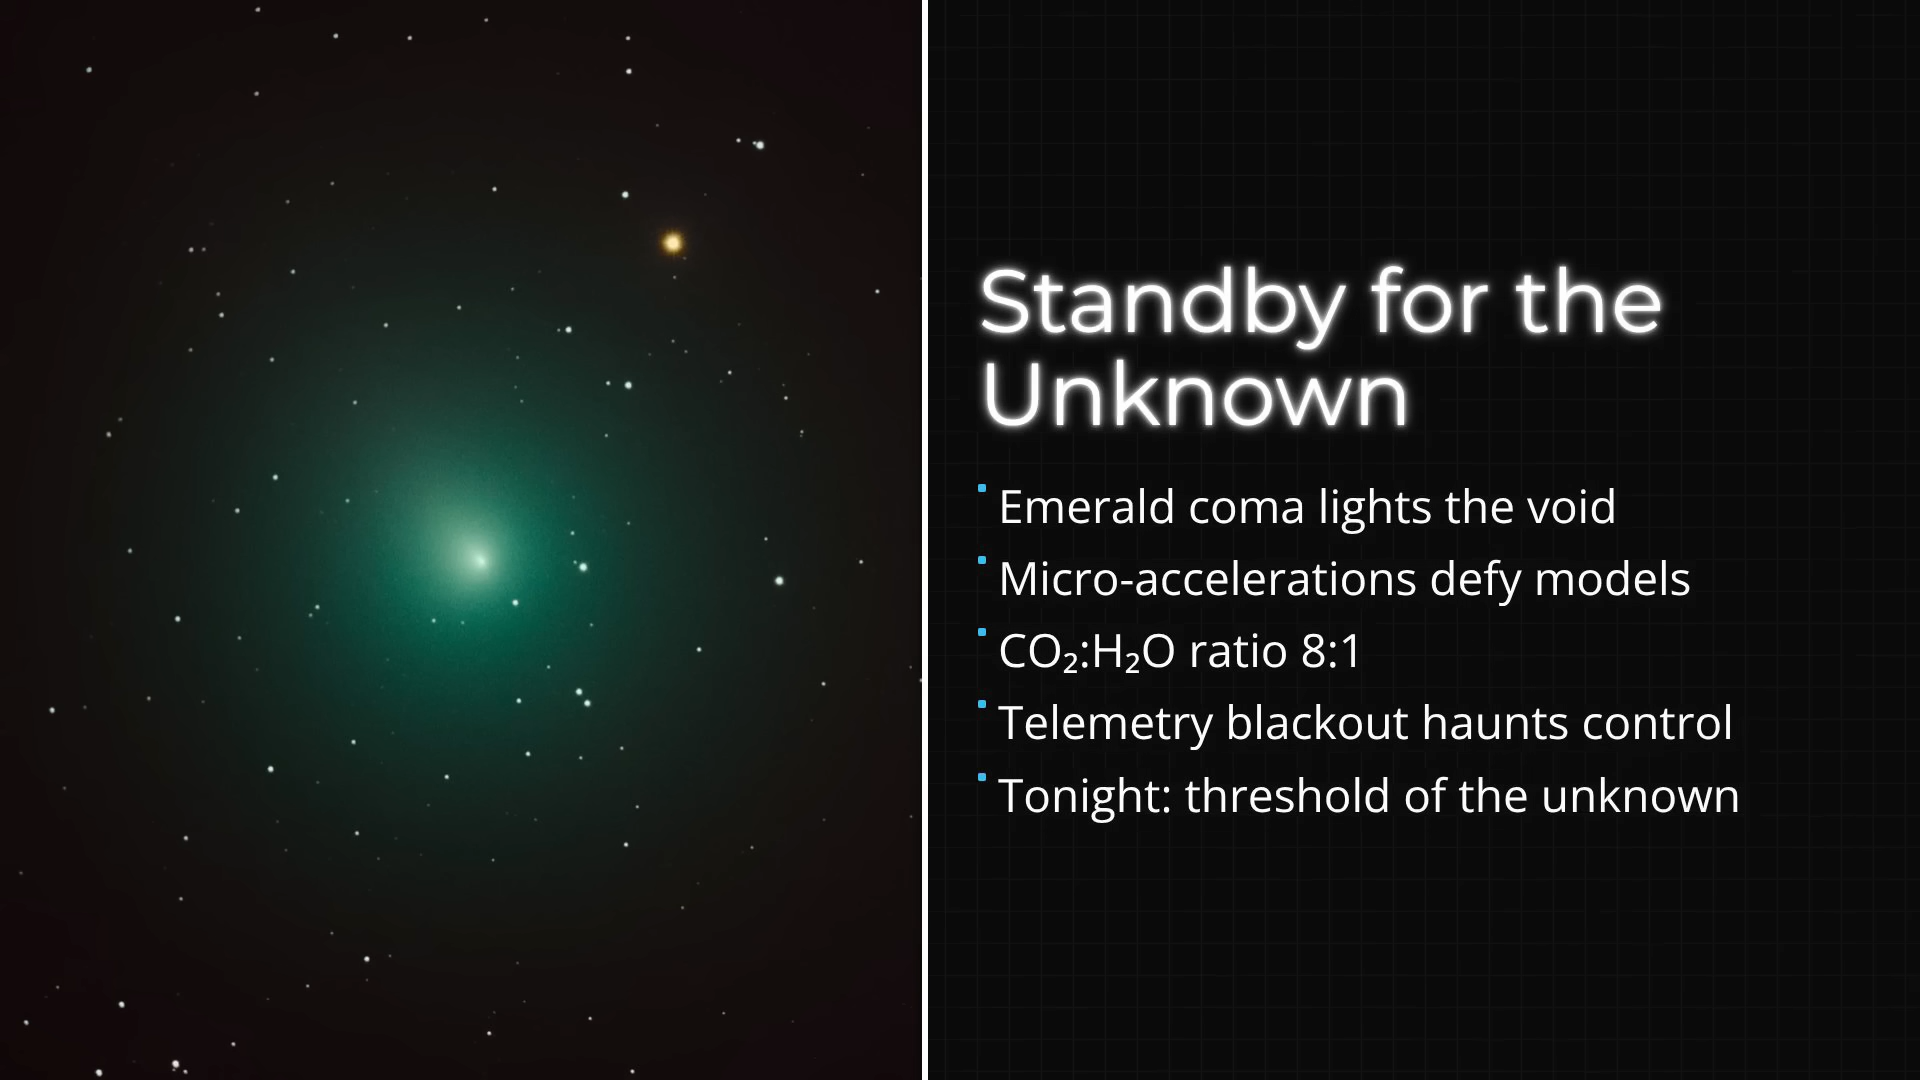 Standby for the
Unknown
Emerald coma lights the void
Micro-accelerations defy models
CO₂:H₂O ratio 8:1
Telemetry blackout haunts control
Tonight: threshold of the unknown